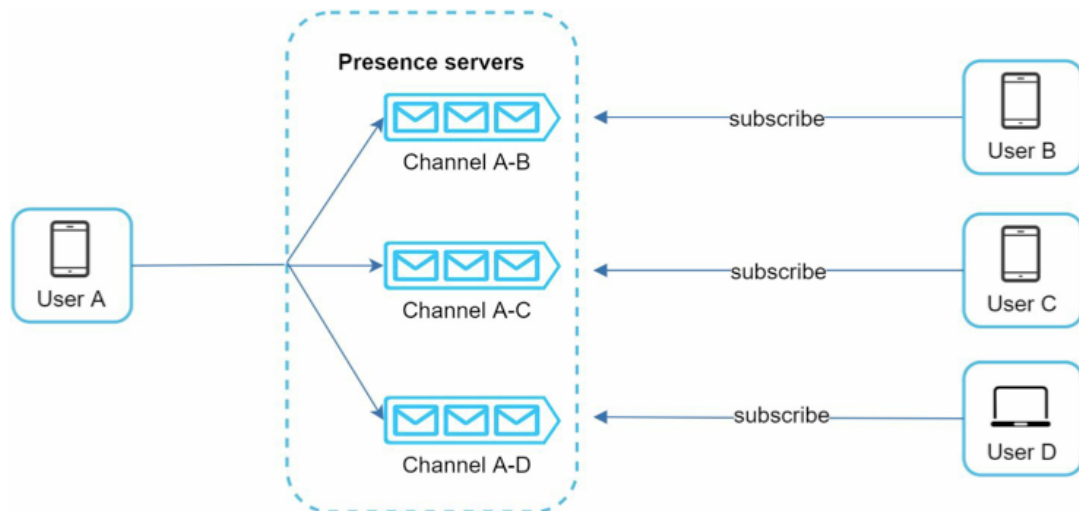 Presence servers
Channel A-B
subscribe
User B
User A
Channel A-C
subscribe
User C
Channel A-D
subscribe
User D